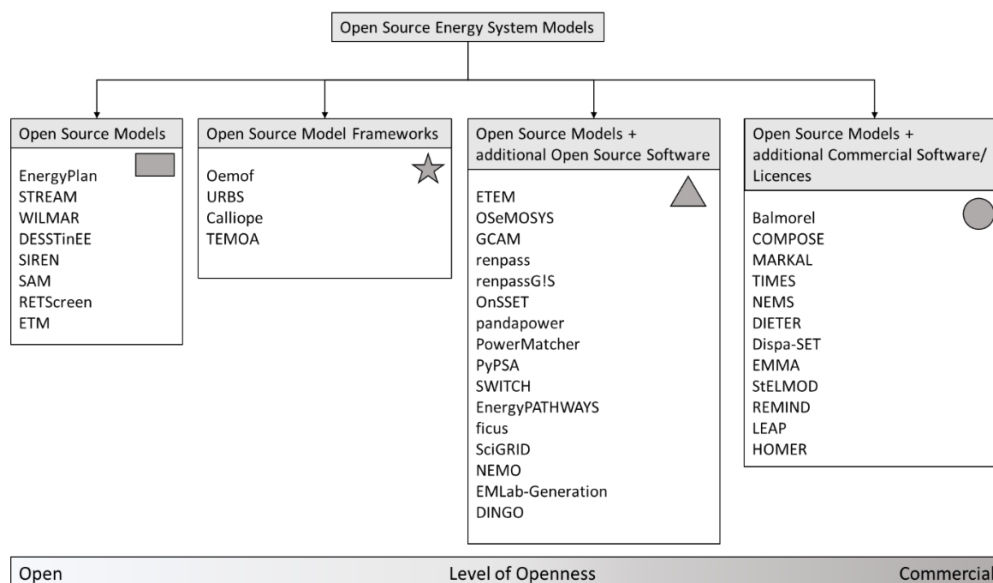 Open Source Energy System Models
Open Source Models
EnergyPlan
STREAM
WILMAR
DESSTinEE
SIREN
SAM
RETScreen
ETM
Open Source Model Frameworks
Oemof
URBS
Calliope
TEMOA
Open Source Models +
additional Open Source Software
ETEM
OSeMOSYS
GCAM
renpass
renpassG!S
OnSSET
pandapower
PowerMatcher
PyPSA
SWITCH
EnergyPATHWAYS
ficus
SciGRID
NEMO
EMLab-Generation
DINGO
Open Source Models +
additional Commercial Software/
Licences
Balmorel
COMPOSE
MARKAL
TIMES
NEMS
DIETER
Dispa-SET
EMMA
StELMOD
REMIND
LEAP
HOMER
Open Level of Openness Commercial